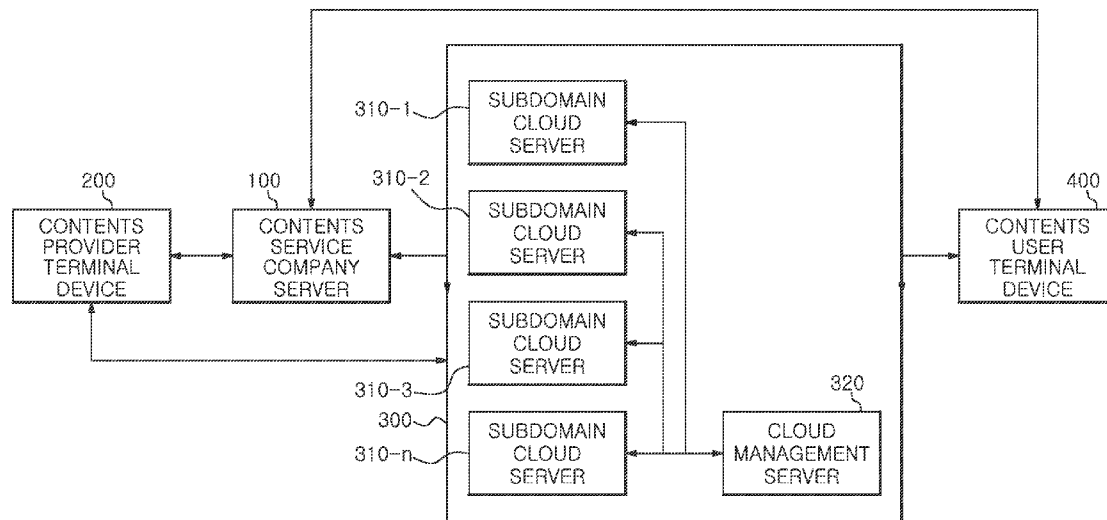 310-1
SUBDOMAIN
CLOUD
SERVER
310-2
SUBDOMAIN
CLOUD
SERVER
200
CONTENTS
PROVIDER
TERMINAL
DEVICE
100
CONTENTS
SERVICE
COMPANY
SERVER
400
CONTENTS
USER
TERMINAL
DEVICE
SUBDOMAIN
CLOUD
SERVER
310-3
300
310-n
SUBDOMAIN
CLOUD
SERVER
320
CLOUD
MANAGEMENT
SERVER